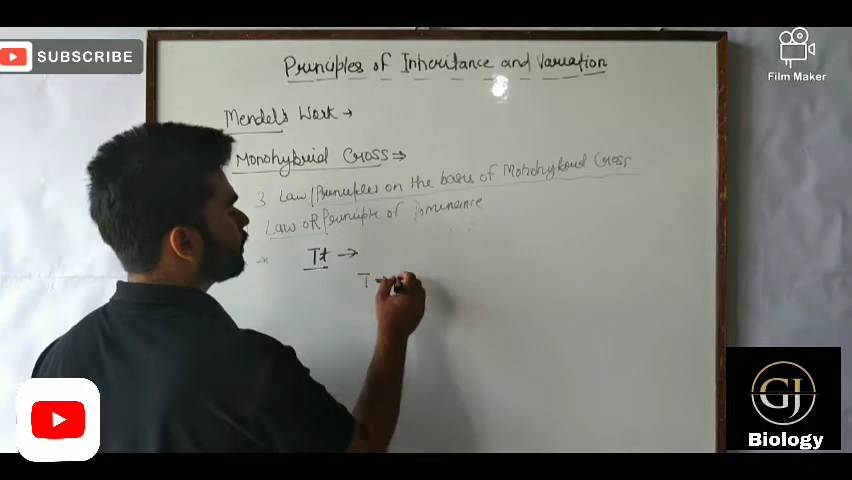 SUBSCRIBE
Film Maker
Principles of Inheritance and Variation
Mendel's Work →
Monohybrid Cross ⇒
3 Law/Principles on the basis of Monohybrid Cross
Law OR Principle of Dominance
→ Tt →
T
GJ
Biology